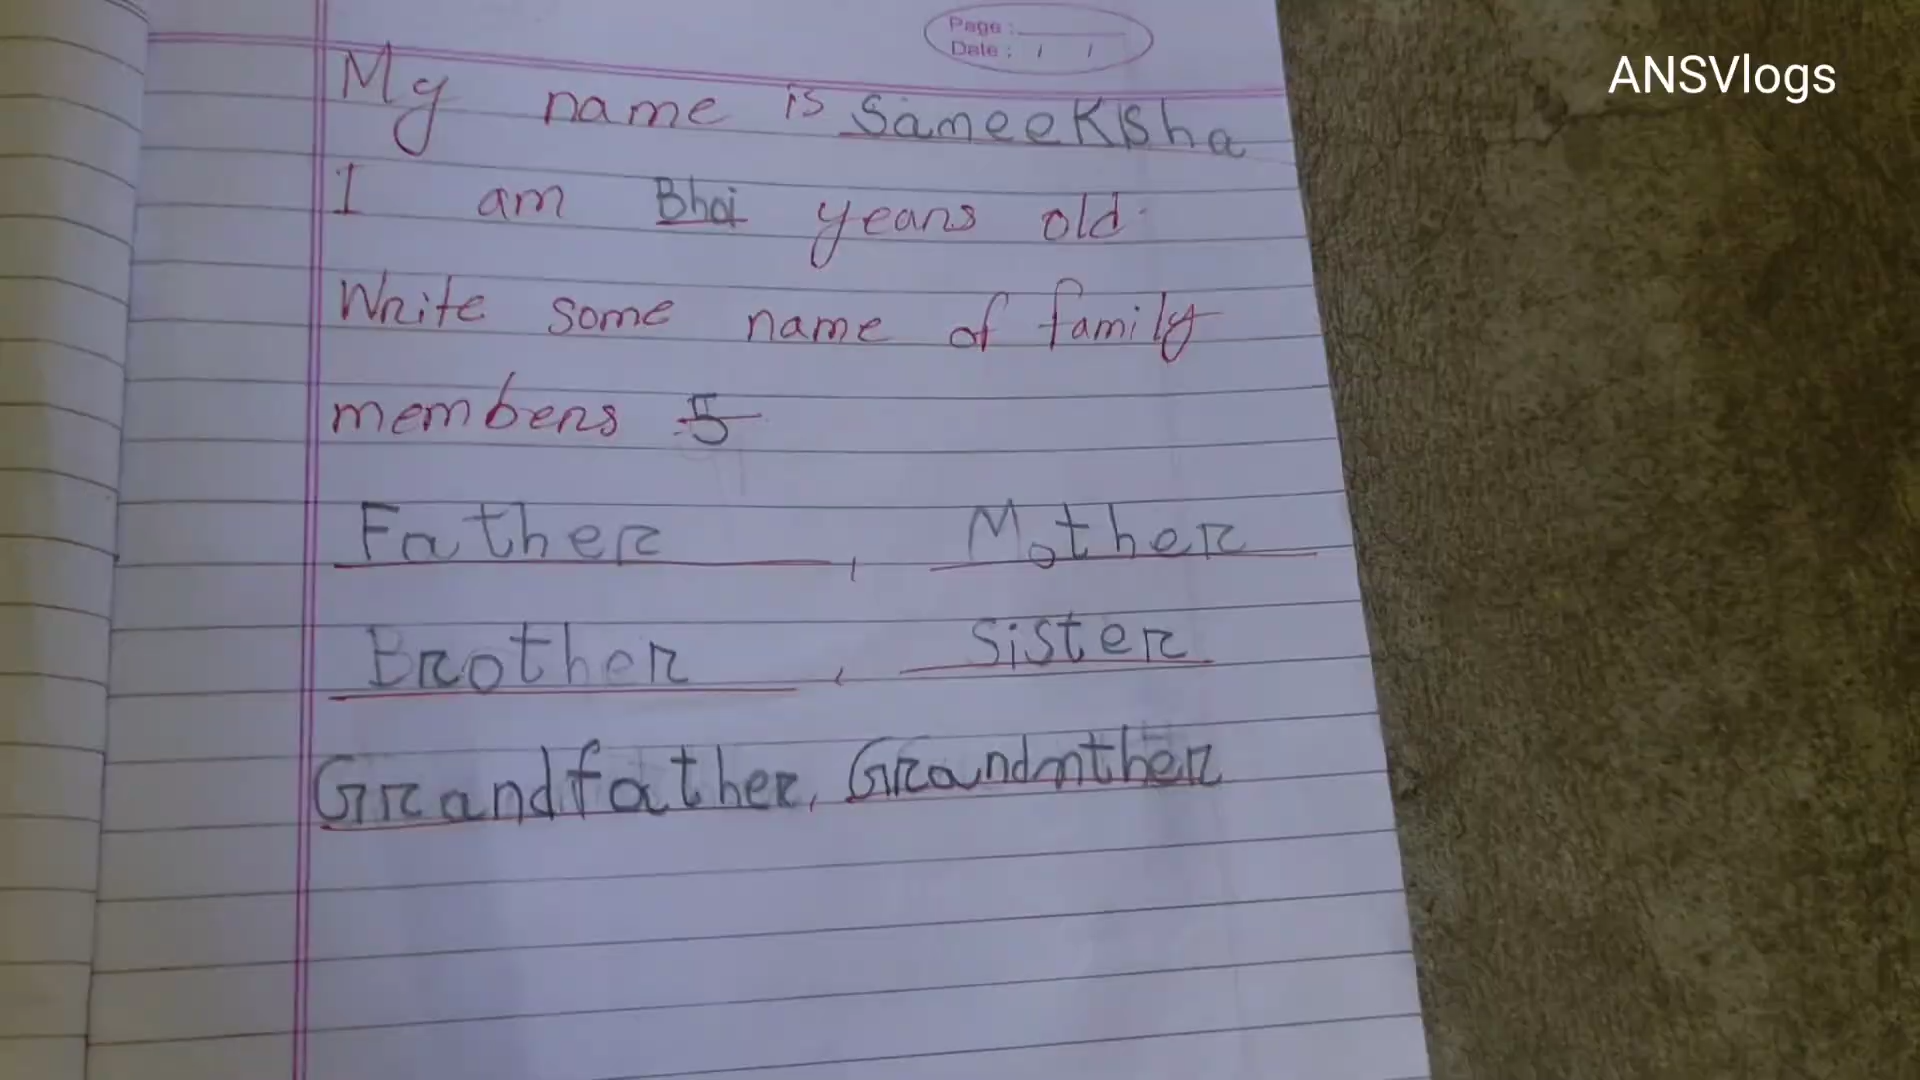 Page :
Date : / /
ANSVlogs
My name is SameeKsha
I am Bhai years old.
Write some name of family
members 5
Father, Mother
Brother, Sister
Grandfather, Grandmther